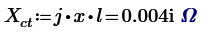 X_ct := j • x • l = 0.004i Ω